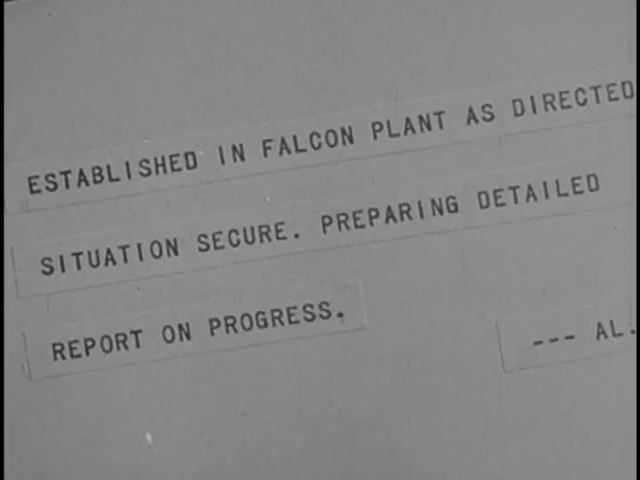 ESTABLISHED IN FALCON PLANT AS DIRECTED
SITUATION SECURE. PREPARING DETAILED
REPORT ON PROGRESS.
--- AL.